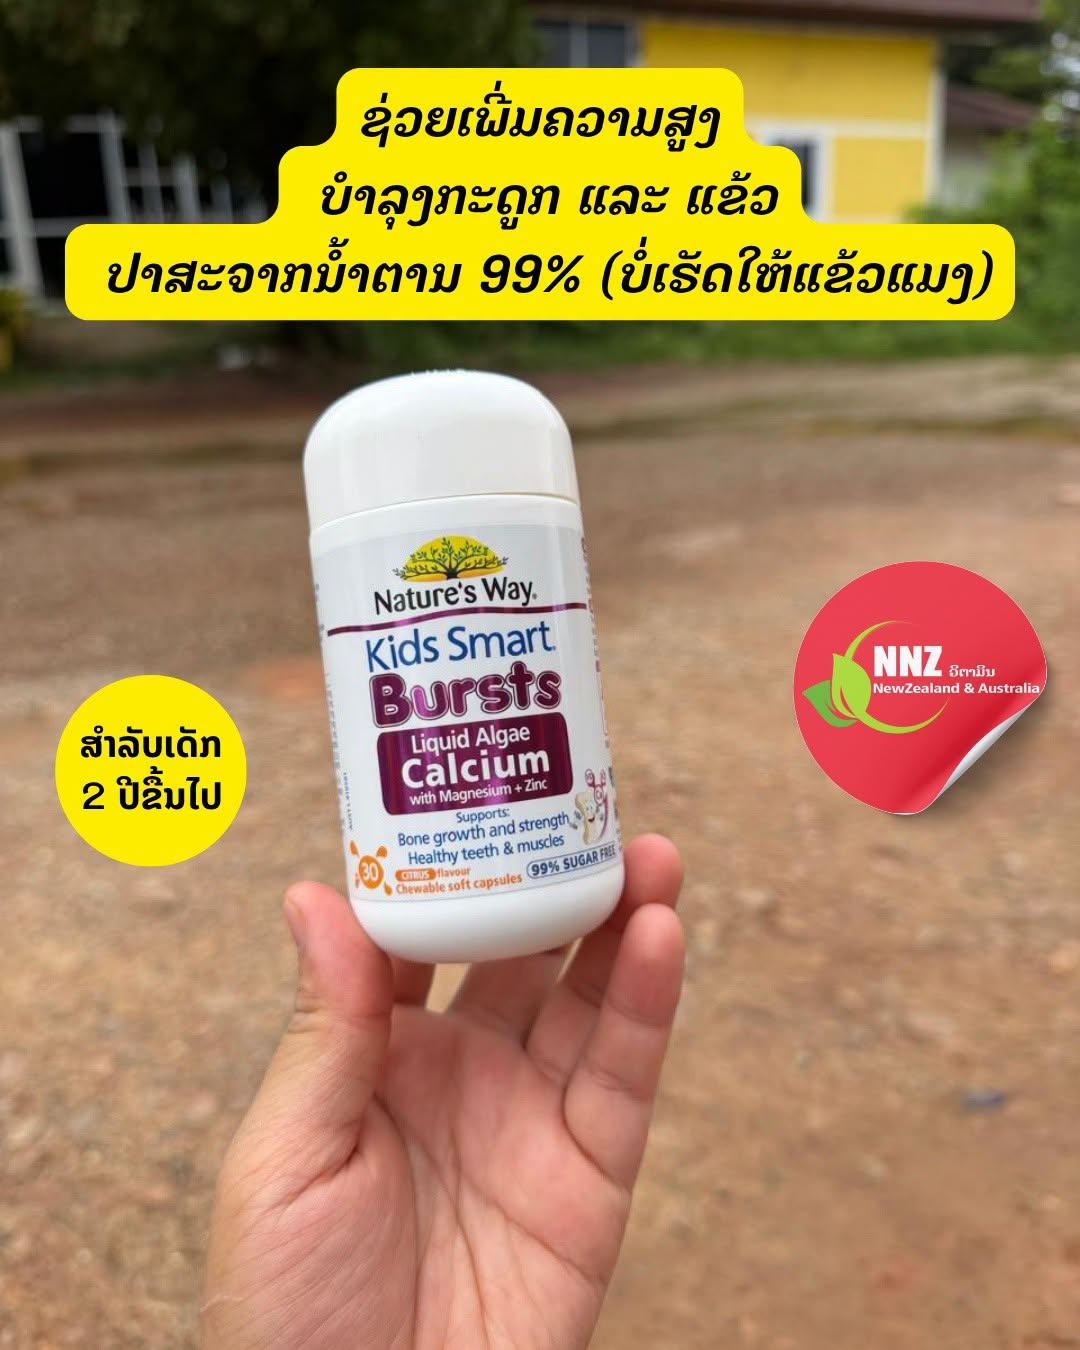 ຊ່ວຍເພີ່ມຄວາມສູງ
ບໍາລຸງກະດູກ ແລະ ແຂ້ວ
ປາສະຈາກນໍ້າຕານ 99% (ບໍ່ເຮັດໃຫ້ແຂ້ວແມງ)
Nature's Way®
Kids Smart®
Bursts
Liquid Algae
Calcium
with Magnesium + Zinc
Supports:
Bone growth and strength
Healthy teeth & muscles
30
CITRUS flavour
Chewable soft capsules
99% SUGAR FREE
ສໍາລັບເດັກ
2 ປີຂຶ້ນໄປ
NNZ ວິຕາມິນ
NewZealand & Australia